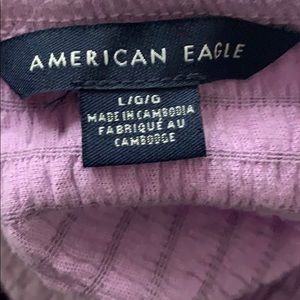 AMERICAN EAGLE
L/G/G
MADE IN CAMBODIA
FABRIQUÉ AU
CAMBODGE